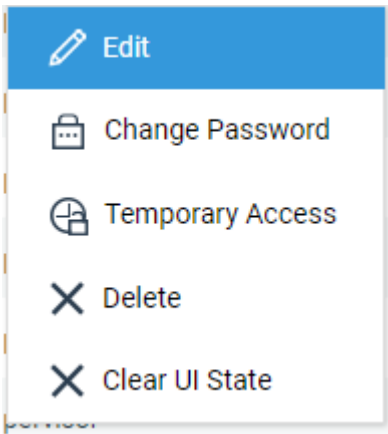 Edit
Change Password
Temporary Access
Delete
Clear UI State